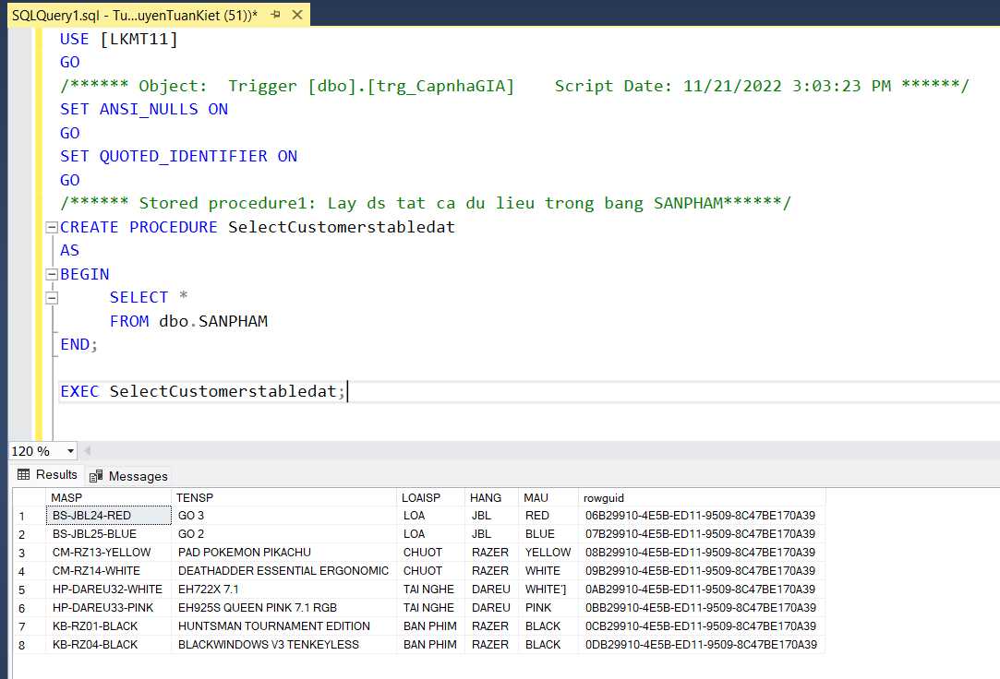 SQLQuery1.sql - Tu...uyenTuanKiet (51))*
USE [LKMT11]
GO
/****** Object:  Trigger [dbo].[trg_CapnhaGIA]    Script Date: 11/21/2022 3:03:23 PM ******/
SET ANSI_NULLS ON
GO
SET QUOTED_IDENTIFIER ON
GO
/****** Stored procedure1: Lay ds tat ca du lieu trong bang SANPHAM******/
CREATE PROCEDURE SelectCustomerstabledat
AS
BEGIN
SELECT *
FROM dbo.SANPHAM
END;
EXEC SelectCustomerstabledat;
120 %
Results Messages
MASP TENSP LOAISP HANG MAU rowguid
1 BS-JBL24-RED GO 3 LOA JBL RED 06B29910-4E5B-ED11-9509-8C47BE170A39
2 BS-JBL25-BLUE GO 2 LOA JBL BLUE 07B29910-4E5B-ED11-9509-8C47BE170A39
3 CM-RZ13-YELLOW PAD POKEMON PIKACHU CHUOT RAZER YELLOW 08B29910-4E5B-ED11-9509-8C47BE170A39
4 CM-RZ14-WHITE DEATHADDER ESSENTIAL ERGONOMIC CHUOT RAZER WHITE 09B29910-4E5B-ED11-9509-8C47BE170A39
5 HP-DAREU32-WHITE EH722X 7.1 TAI NGHE DAREU WHITE'] 0AB29910-4E5B-ED11-9509-8C47BE170A39
6 HP-DAREU33-PINK EH925S QUEEN PINK 7.1 RGB TAI NGHE DAREU PINK 0BB29910-4E5B-ED11-9509-8C47BE170A39
7 KB-RZ01-BLACK HUNTSMAN TOURNAMENT EDITION BAN PHIM RAZER BLACK 0CB29910-4E5B-ED11-9509-8C47BE170A39
8 KB-RZ04-BLACK BLACKWINDOWS V3 TENKEYLESS BAN PHIM RAZER BLACK 0DB29910-4E5B-ED11-9509-8C47BE170A39